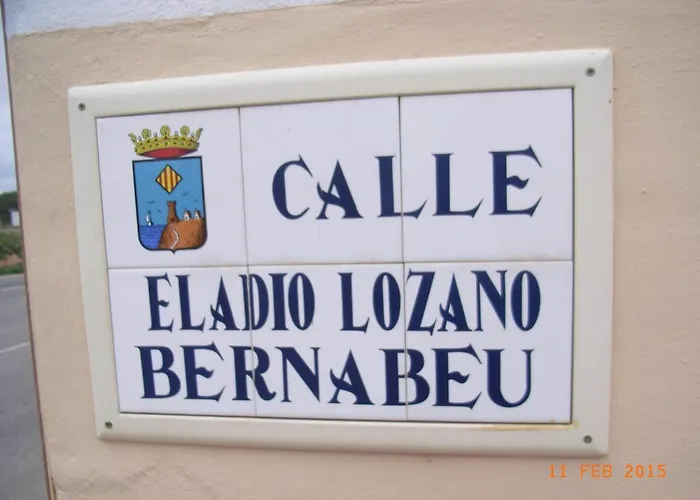 CALLE
ELADIO LOZANO
BERNABEU
11 FEB 2015